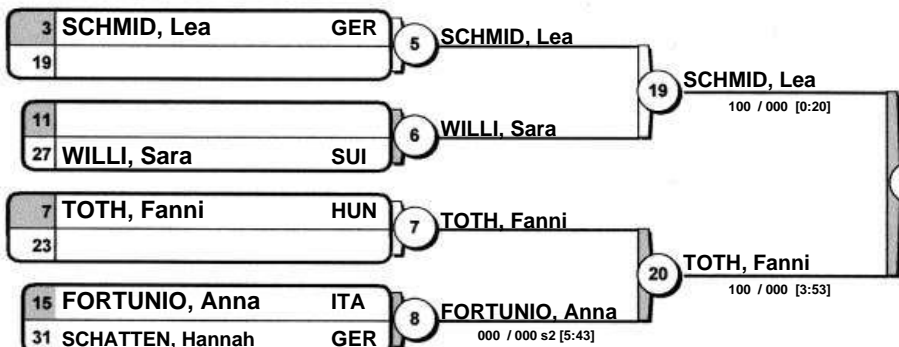 3 SCHMID, Lea GER
19
5 SCHMID, Lea
11
27 WILLI, Sara SUI
6 WILLI, Sara
19 SCHMID, Lea
100 / 000 [0:20]
7 TOTH, Fanni HUN
23
7 TOTH, Fanni
15 FORTUNIO, Anna ITA
31 SCHATTEN, Hannah GER
8 FORTUNIO, Anna
000 / 000 s2 [5:43]
20 TOTH, Fanni
100 / 000 [3:53]